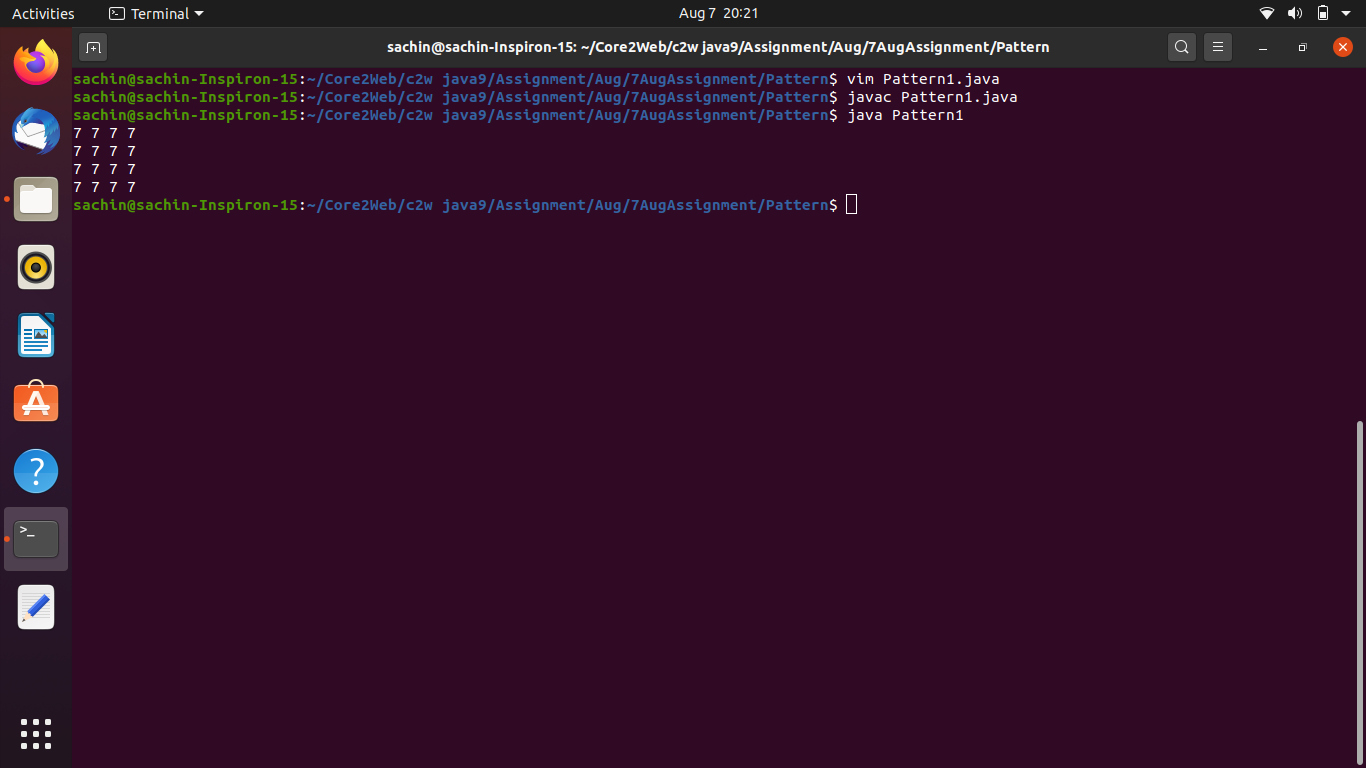 Activities
Terminal
Aug 7 20:21
sachin@sachin-Inspiron-15: ~/Core2Web/c2w java9/Assignment/Aug/7AugAssignment/Pattern
sachin@sachin-Inspiron-15:~/Core2Web/c2w java9/Assignment/Aug/7AugAssignment/Pattern$ vim Pattern1.java
sachin@sachin-Inspiron-15:~/Core2Web/c2w java9/Assignment/Aug/7AugAssignment/Pattern$ javac Pattern1.java
sachin@sachin-Inspiron-15:~/Core2Web/c2w java9/Assignment/Aug/7AugAssignment/Pattern$ java Pattern1
7 7 7 7
7 7 7 7
7 7 7 7
7 7 7 7
sachin@sachin-Inspiron-15:~/Core2Web/c2w java9/Assignment/Aug/7AugAssignment/Pattern$